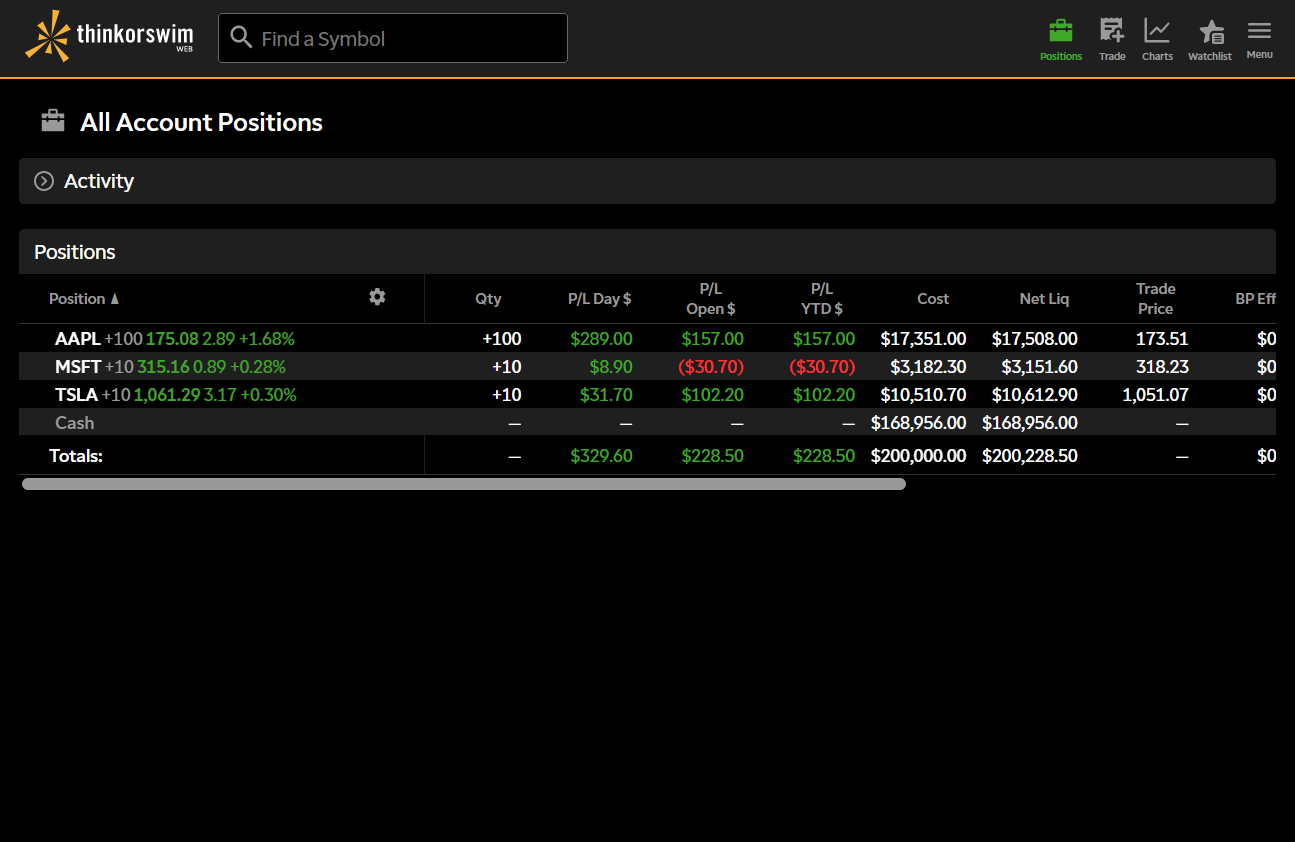 thinkorswim
WEB
Find a Symbol
Positions Trade Charts Watchlist Menu
All Account Positions
Activity
Positions
Position Qty P/L Day $ P/L Open $ P/L YTD $ Cost Net Liq Trade Price BP Eff
AAPL +100 175.08 2.89 +1.68% +100 $289.00 $157.00 $157.00 $17,351.00 $17,508.00 173.51 $0
MSFT +10 315.16 0.89 +0.28% +10 $8.90 ($30.70) ($30.70) $3,182.30 $3,151.60 318.23 $0
TSLA +10 1,061.29 3.17 +0.30% +10 $31.70 $102.20 $102.20 $10,510.70 $10,612.90 1,051.07 $0
Cash — — — — $168,956.00 $168,956.00 —
Totals: — $329.60 $228.50 $228.50 $200,000.00 $200,228.50 — $0